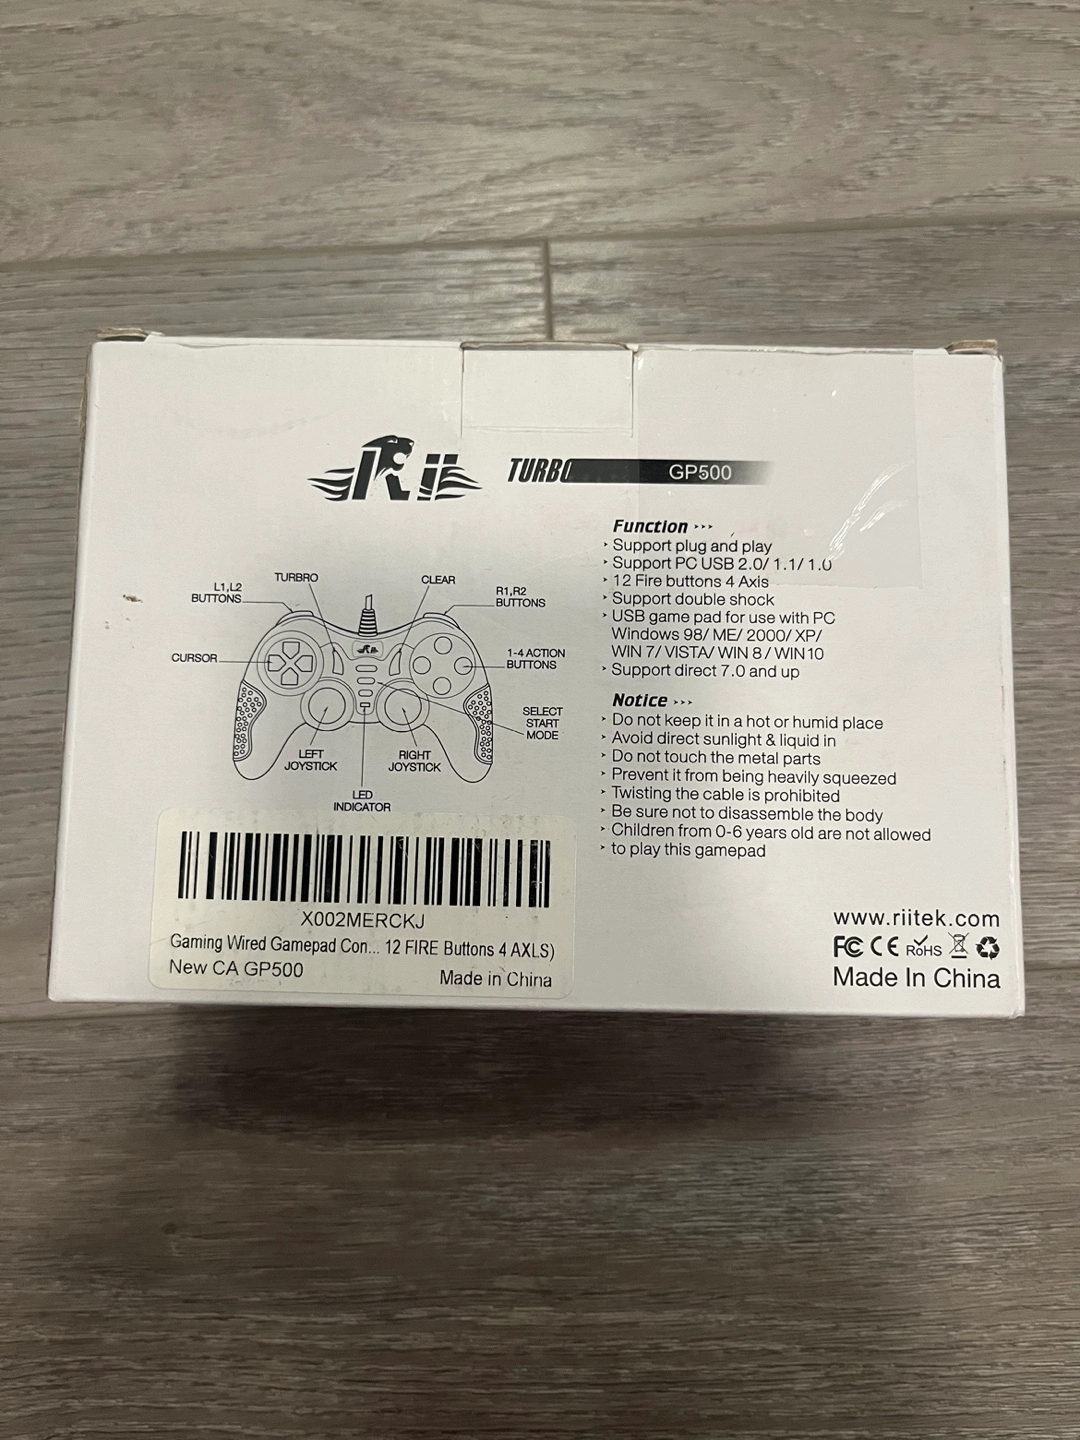 Rii
TURBO GP500
TURBRO
CLEAR
L1,L2
BUTTONS
R1,R2
BUTTONS
CURSOR
1-4 ACTION
BUTTONS
Rii
SELECT
START
MODE
LEFT
JOYSTICK
RIGHT
JOYSTICK
LED
INDICATOR
Function >>>
Support plug and play
Support PC USB 2.0/ 1.1/ 1.0
12 Fire buttons 4 Axis
Support double shock
USB game pad for use with PC
Windows 98/ ME/ 2000/ XP/
WIN 7/ VISTA/ WIN 8 / WIN10
Support direct 7.0 and up
Notice >>>
Do not keep it in a hot or humid place
Avoid direct sunlight & liquid in
Do not touch the metal parts
Prevent it from being heavily squeezed
Twisting the cable is prohibited
Be sure not to disassemble the body
Children from 0-6 years old are not allowed
to play this gamepad
X002MERCKJ
Gaming Wired Gamepad Con... 12 FIRE Buttons 4 AXLS)
New CA GP500
Made in China
www.riitek.com
FC CE RoHS
Made In China